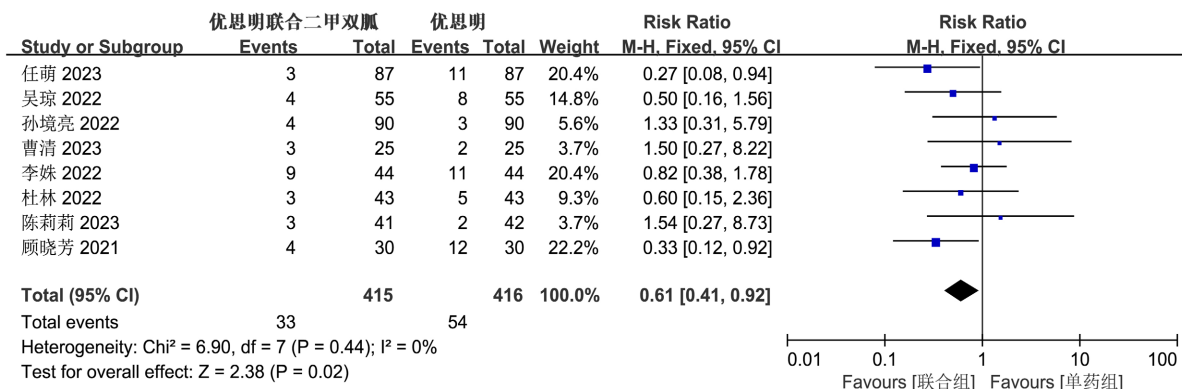 优思明联合二甲双胍 优思明 Risk Ratio Risk Ratio
Study or Subgroup Events Total Events Total Weight M-H, Fixed, 95% CI M-H, Fixed, 95% CI
任萌 2023 3 87 11 87 20.4% 0.27 [0.08, 0.94]
吴琼 2022 4 55 8 55 14.8% 0.50 [0.16, 1.56]
孙境亮 2022 4 90 3 90 5.6% 1.33 [0.31, 5.79]
曹清 2023 3 25 2 25 3.7% 1.50 [0.27, 8.22]
李姝 2022 9 44 11 44 20.4% 0.82 [0.38, 1.78]
杜林 2022 3 43 5 43 9.3% 0.60 [0.15, 2.36]
陈莉莉 2023 3 41 2 42 3.7% 1.54 [0.27, 8.73]
顾晓芳 2021 4 30 12 30 22.2% 0.33 [0.12, 0.92]
Total (95% CI) 415 416 100.0% 0.61 [0.41, 0.92]
Total events 33 54
Heterogeneity: Chi² = 6.90, df = 7 (P = 0.44); I² = 0%
Test for overall effect: Z = 2.38 (P = 0.02)
0.01 0.1 1 10 100
Favours [联合组] Favours [单药组]